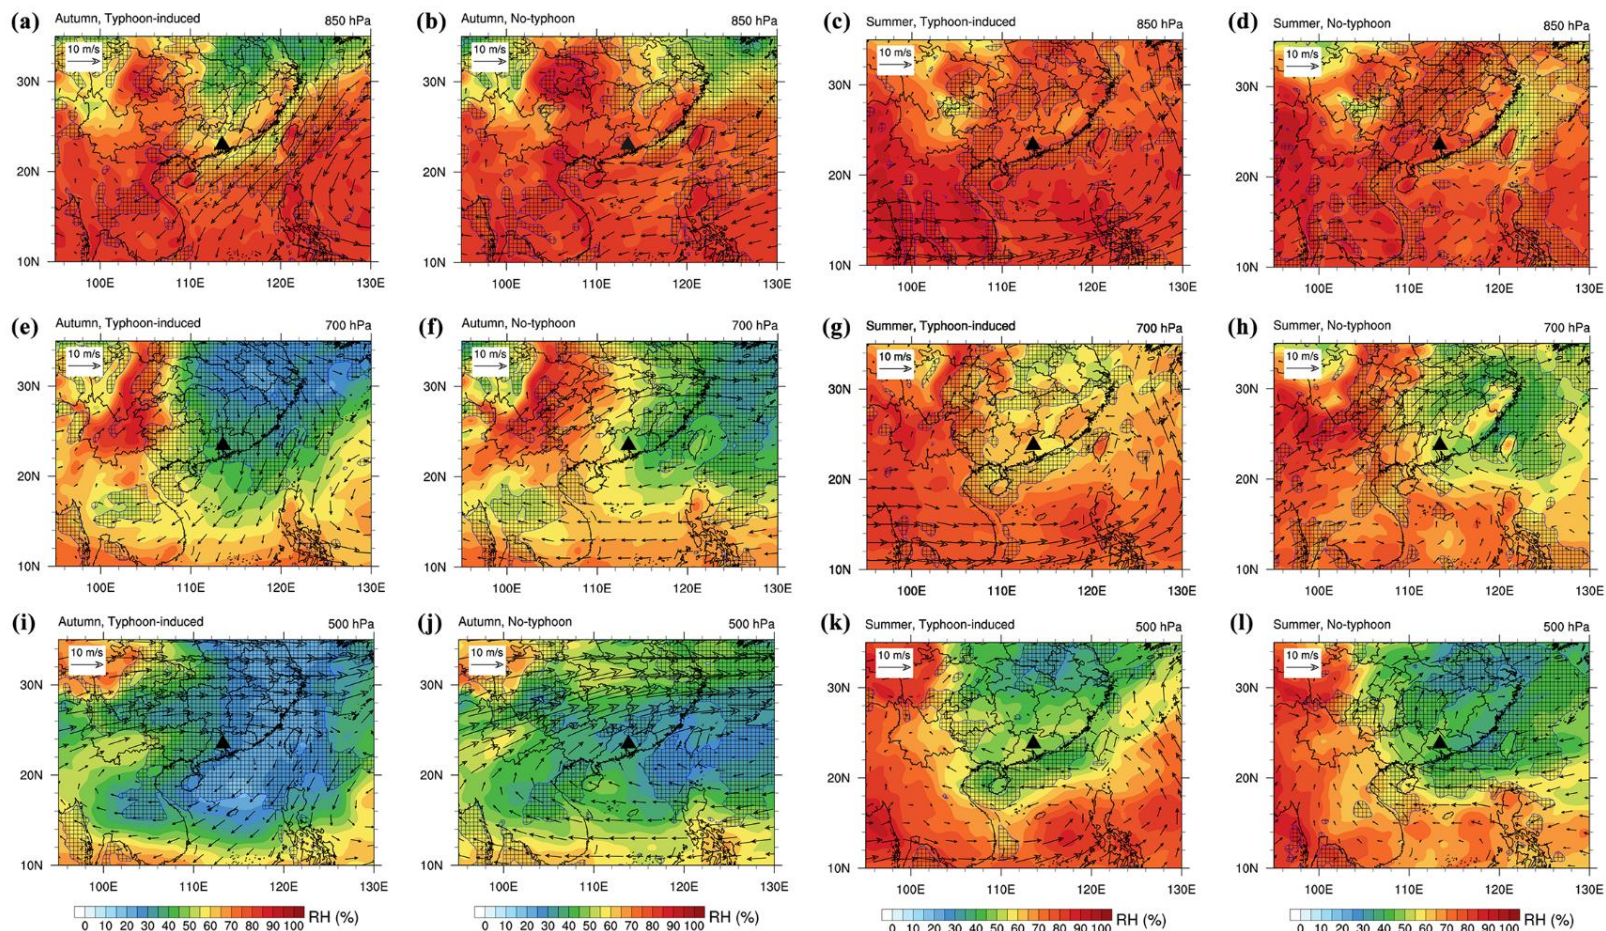 (a) Autumn, Typhoon-induced 850 hPa
10 m/s
30N
20N
10N
100E 110E 120E 130E
(b) Autumn, No-typhoon 850 hPa
10 m/s
30N
20N
10N
100E 110E 120E 130E
(c) Summer, Typhoon-induced 850 hPa
10 m/s
30N
20N
10N
100E 110E 120E 130E
(d) Summer, No-typhoon 850 hPa
10 m/s
30N
20N
10N
100E 110E 120E 130E
(e) Autumn, Typhoon-induced 700 hPa
10 m/s
30N
20N
10N
100E 110E 120E 130E
(f) Autumn, No-typhoon 700 hPa
10 m/s
30N
20N
10N
100E 110E 120E 130E
(g) Summer, Typhoon-induced 700 hPa
10 m/s
30N
20N
10N
100E 110E 120E 130E
(h) Summer, No-typhoon 700 hPa
10 m/s
30N
20N
10N
100E 110E 120E 130E
(i) Autumn, Typhoon-induced 500 hPa
10 m/s
30N
20N
10N
100E 110E 120E 130E
(j) Autumn, No-typhoon 500 hPa
10 m/s
30N
20N
10N
100E 110E 120E 130E
(k) Summer, Typhoon-induced 500 hPa
10 m/s
30N
20N
10N
100E 110E 120E 130E
(l) Summer, No-typhoon 500 hPa
10 m/s
30N
20N
10N
100E 110E 120E 130E
RH (%)
0 10 20 30 40 50 60 70 80 90 100
RH (%)
0 10 20 30 40 50 60 70 80 90 100
RH (%)
0 10 20 30 40 50 60 70 80 90 100
RH (%)
0 10 20 30 40 50 60 70 80 90 100